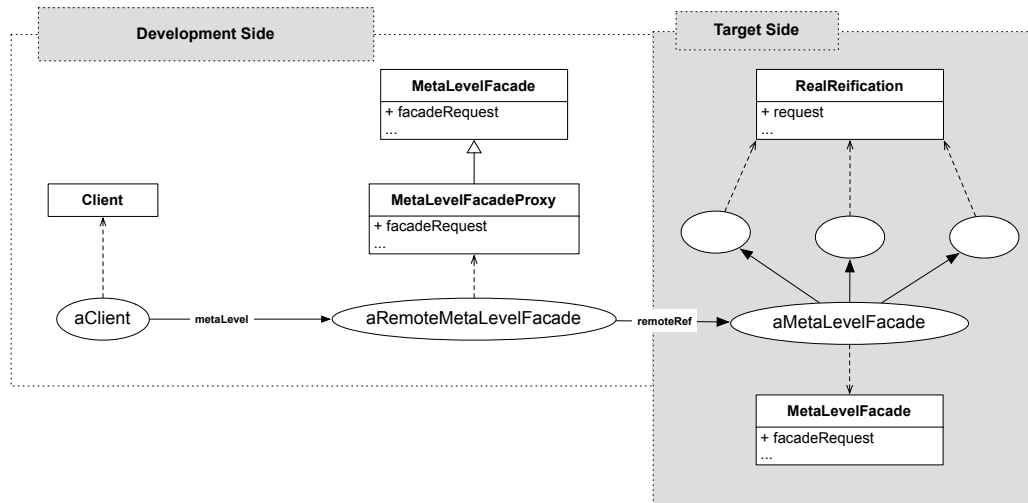 Development Side
Target Side
MetaLevelFacade
+ facadeRequest
...
RealReification
+ request
...
Client
MetaLevelFacadeProxy
+ facadeRequest
...
aClient
metaLevel
aRemoteMetaLevelFacade
remoteRef
aMetaLevelFacade
MetaLevelFacade
+ facadeRequest
...